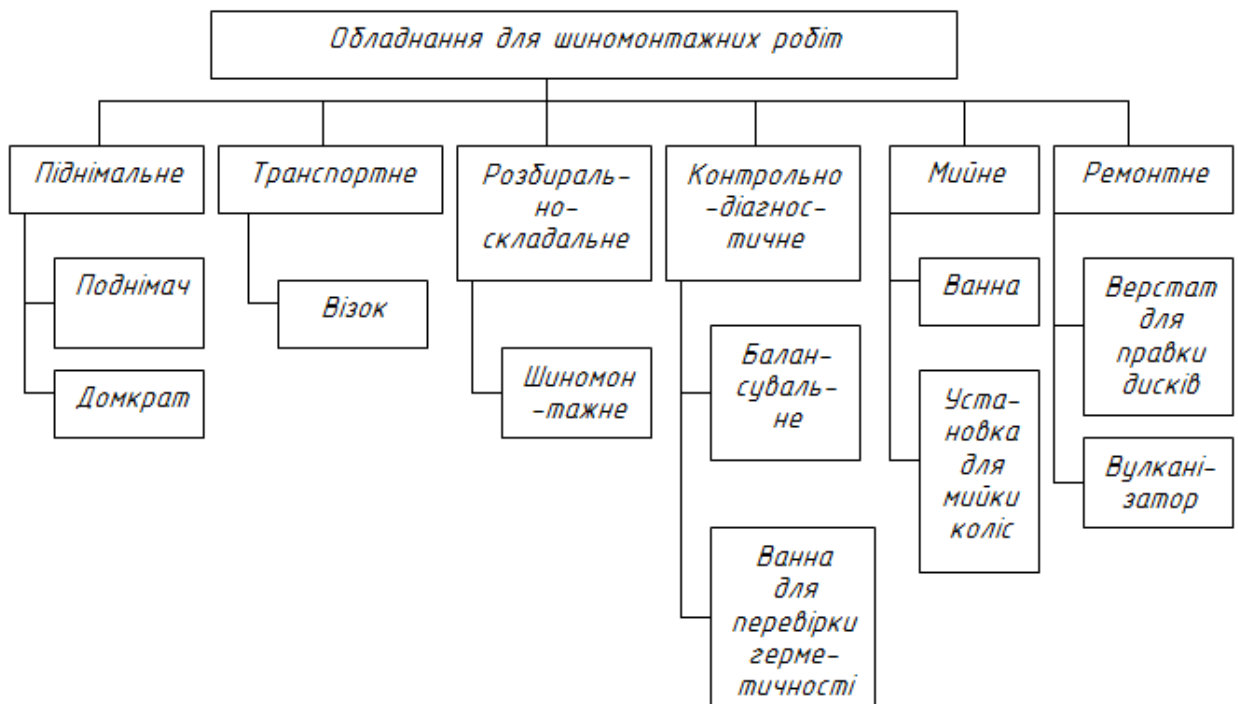 Обладнання для шиномонтажних робіт
Піднімальне
Поднімач
Домкрат
Транспортне
Візок
Розбираль-
но-
складальне
Шиномон
-тажне
Контрольно
-діагнос-
тичне
Балан-
суваль-
не
Ванна
для
перевірки
герме-
тичності
Мийне
Ванна
Уста-
новка
для
мийки
коліс
Ремонтне
Верстат
для
правки
дисків
Вулкані-
затор